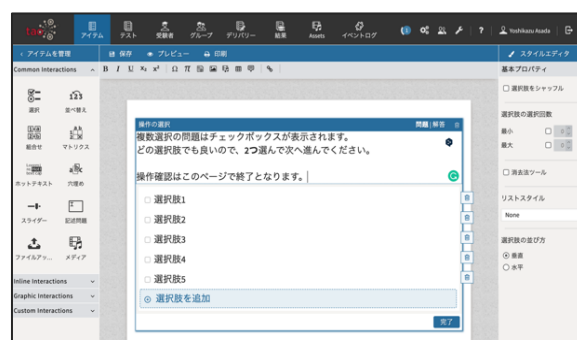 tao
アイテム
テスト
受験者
グループ
デリバリー
結果
Assets
イベントログ
?
Yoshikazu Asada
‹ アイテムを管理
保存
プレビュー
印刷
スタイルエディタ
Common Interactions
B I U X₂ x² Ω π
基本プロパティ
選択
並べ替え
組合せ
マトリクス
ホットテキスト
穴埋め
スライダー
記述問題
ファイルアッ...
メディア
Inline Interactions
Graphic Interactions
Custom Interactions
操作の選択
問題 | 解答
複数選択の問題はチェックボックスが表示されます。
どの選択肢でも良いので、2つ選んで次へ進んでください。
操作確認はこのページで終了となります。
選択肢1
選択肢2
選択肢3
選択肢4
選択肢5
選択肢を追加
完了
選択肢をシャッフル
選択肢の選択回数
最小 0
最大 0
消去法ツール
リストスタイル
None
選択肢の並び方
垂直
水平